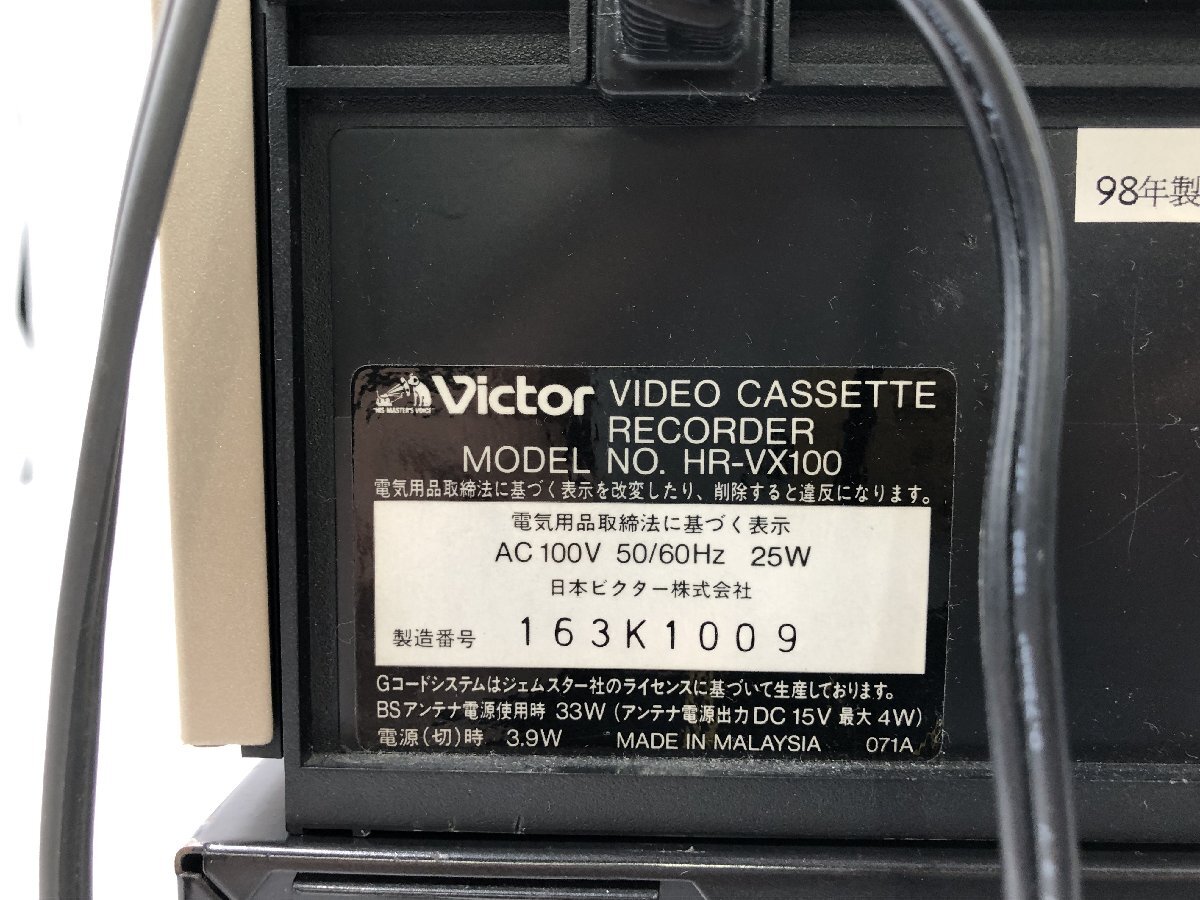 98年製
HIS MASTER'S VOICE
Victor VIDEO CASSETTE
RECORDER
MODEL NO. HR-VX100
電気用品取締法に基づく表示を改変したり、削除すると違反になります。
電気用品取締法に基づく表示
AC 100V 50/60Hz 25W
日本ビクター株式会社
製造番号 163K1009
Gコードシステムはジェムスター社のライセンスに基づいて生産しております。
BSアンテナ電源使用時 33W (アンテナ電源出力 DC 15V 最大 4W)
電源(切)時 3.9W MADE IN MALAYSIA 071A